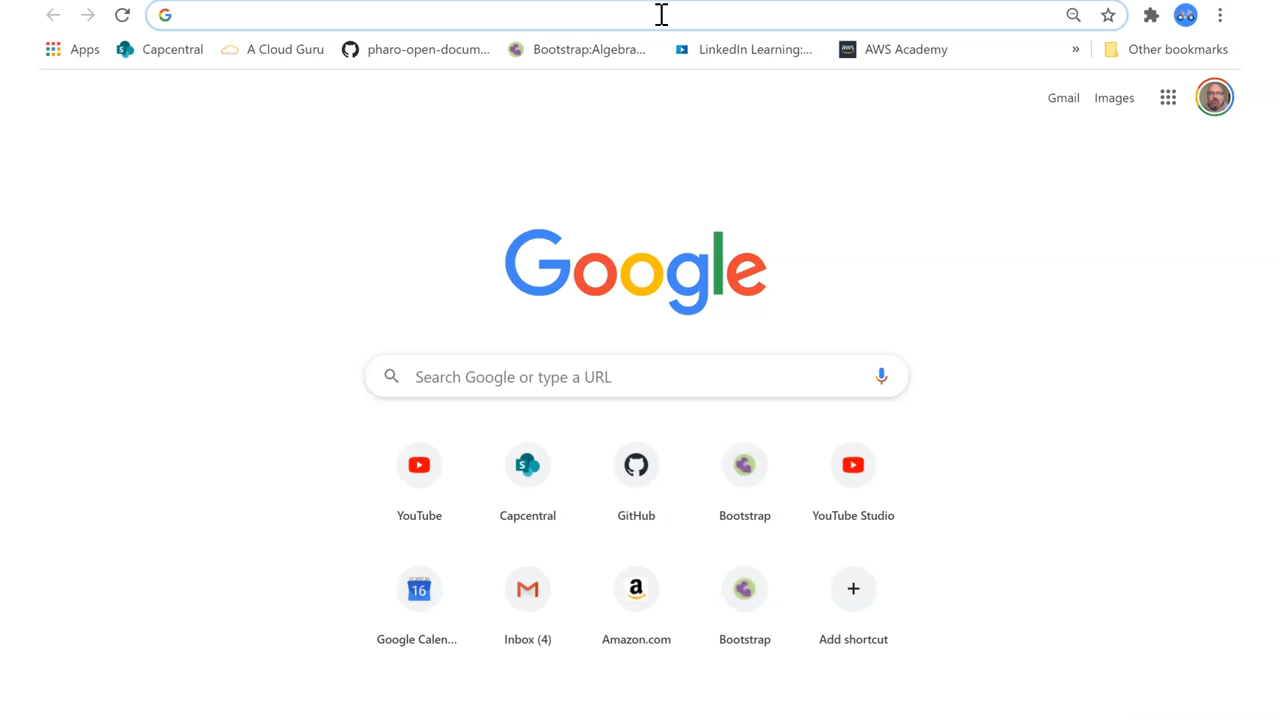 Apps Capcentral A Cloud Guru pharo-open-docum... Bootstrap:Algebra... LinkedIn Learning:... aws AWS Academy » Other bookmarks
Gmail Images
Google
Search Google or type a URL
YouTube Capcentral GitHub Bootstrap YouTube Studio
16
Google Calen... Inbox (4) Amazon.com Bootstrap Add shortcut